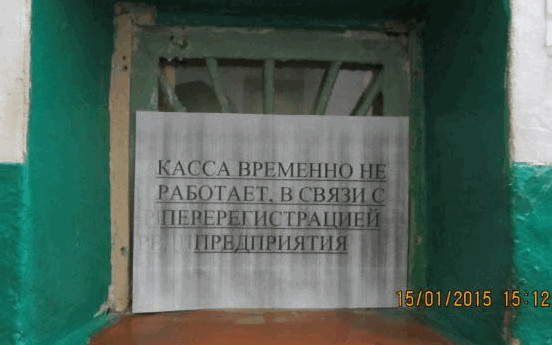 КАССА ВРЕМЕННО НЕ
РАБОТАЕТ, В СВЯЗИ С
ПЕРЕРЕГИСТРАЦИЕЙ
ПРЕДПРИЯТИЯ
15/01/2015 15:12